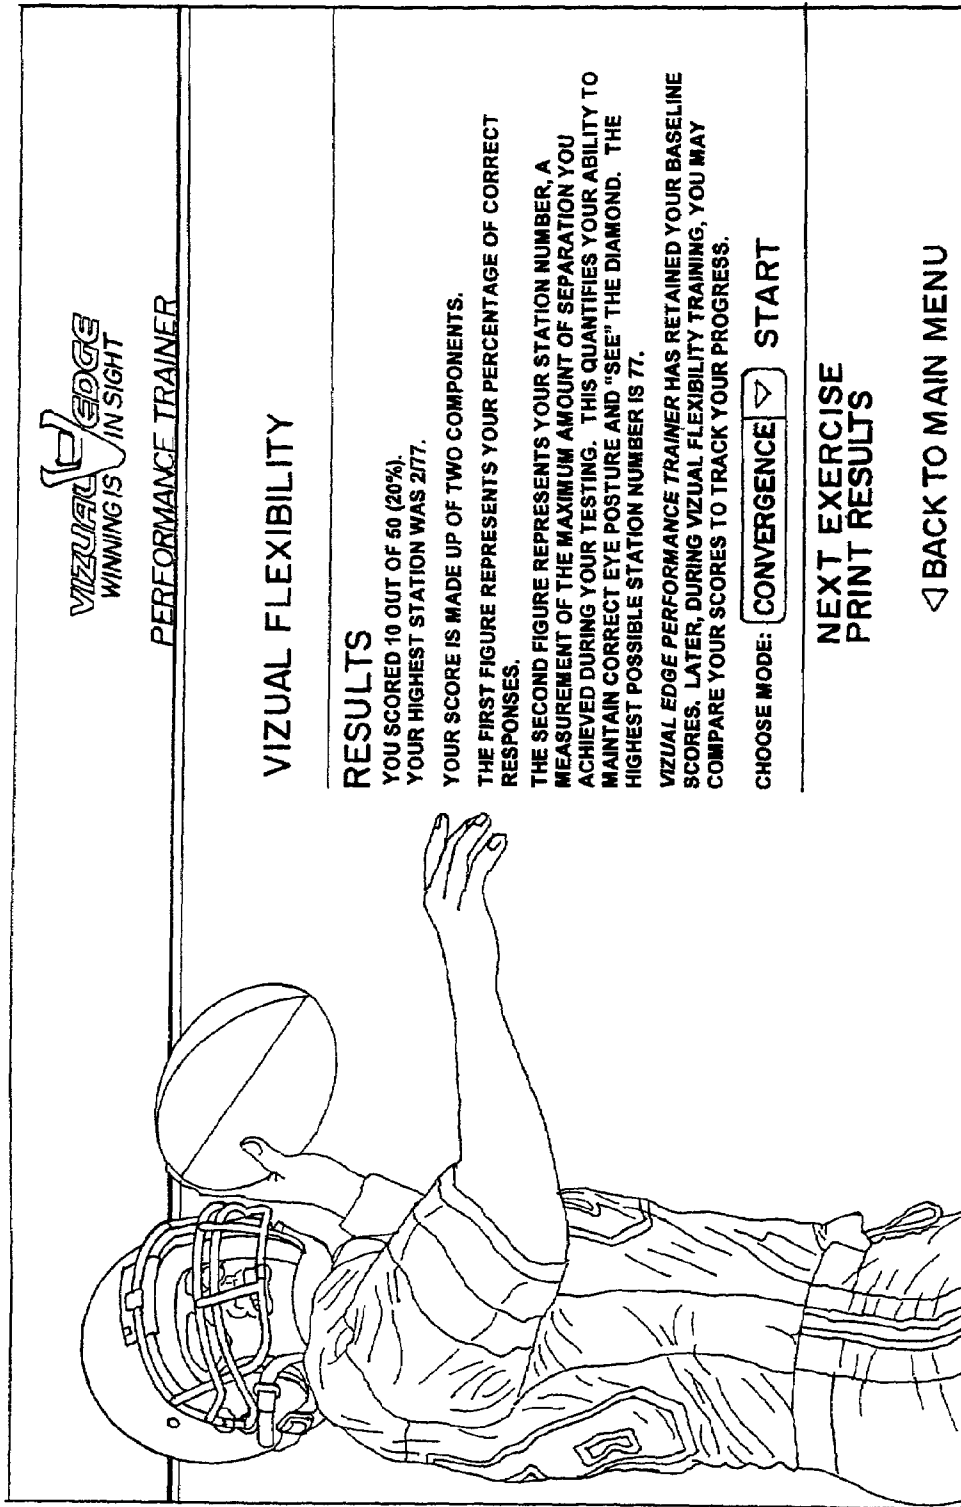 VIZUAL EDGE
WINNING IS IN SIGHT
PERFORMANCE TRAINER
VIZUAL FLEXIBILITY
RESULTS
YOU SCORED 10 OUT OF 50 (20%).
YOUR HIGHEST STATION WAS 2/77.
YOUR SCORE IS MADE UP OF TWO COMPONENTS.
THE FIRST FIGURE REPRESENTS YOUR PERCENTAGE OF CORRECT
RESPONSES.
THE SECOND FIGURE REPRESENTS YOUR STATION NUMBER, A
MEASUREMENT OF THE MAXIMUM AMOUNT OF SEPARATION YOU
ACHIEVED DURING YOUR TESTING. THIS QUANTIFIES YOUR ABILITY TO
MAINTAIN CORRECT EYE POSTURE AND "SEE" THE DIAMOND. THE
HIGHEST POSSIBLE STATION NUMBER IS 77.
VIZUAL EDGE PERFORMANCE TRAINER HAS RETAINED YOUR BASELINE
SCORES. LATER, DURING VIZUAL FLEXIBILITY TRAINING, YOU MAY
COMPARE YOUR SCORES TO TRACK YOUR PROGRESS.
CHOOSE MODE: CONVERGENCE START
NEXT EXERCISE
PRINT RESULTS
BACK TO MAIN MENU